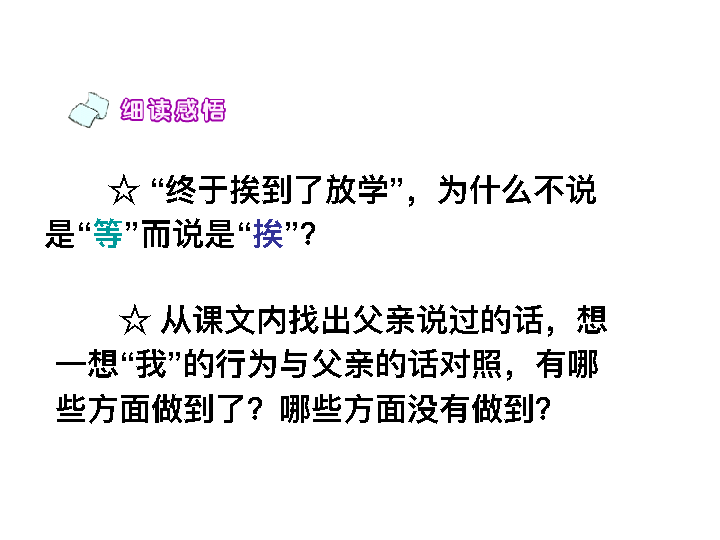 细读感悟
☆ “终于挨到了放学”，为什么不说
是“等”而说是“挨”？
☆ 从课文内找出父亲说过的话，想
一想“我”的行为与父亲的话对照，有哪
些方面做到了？哪些方面没有做到？